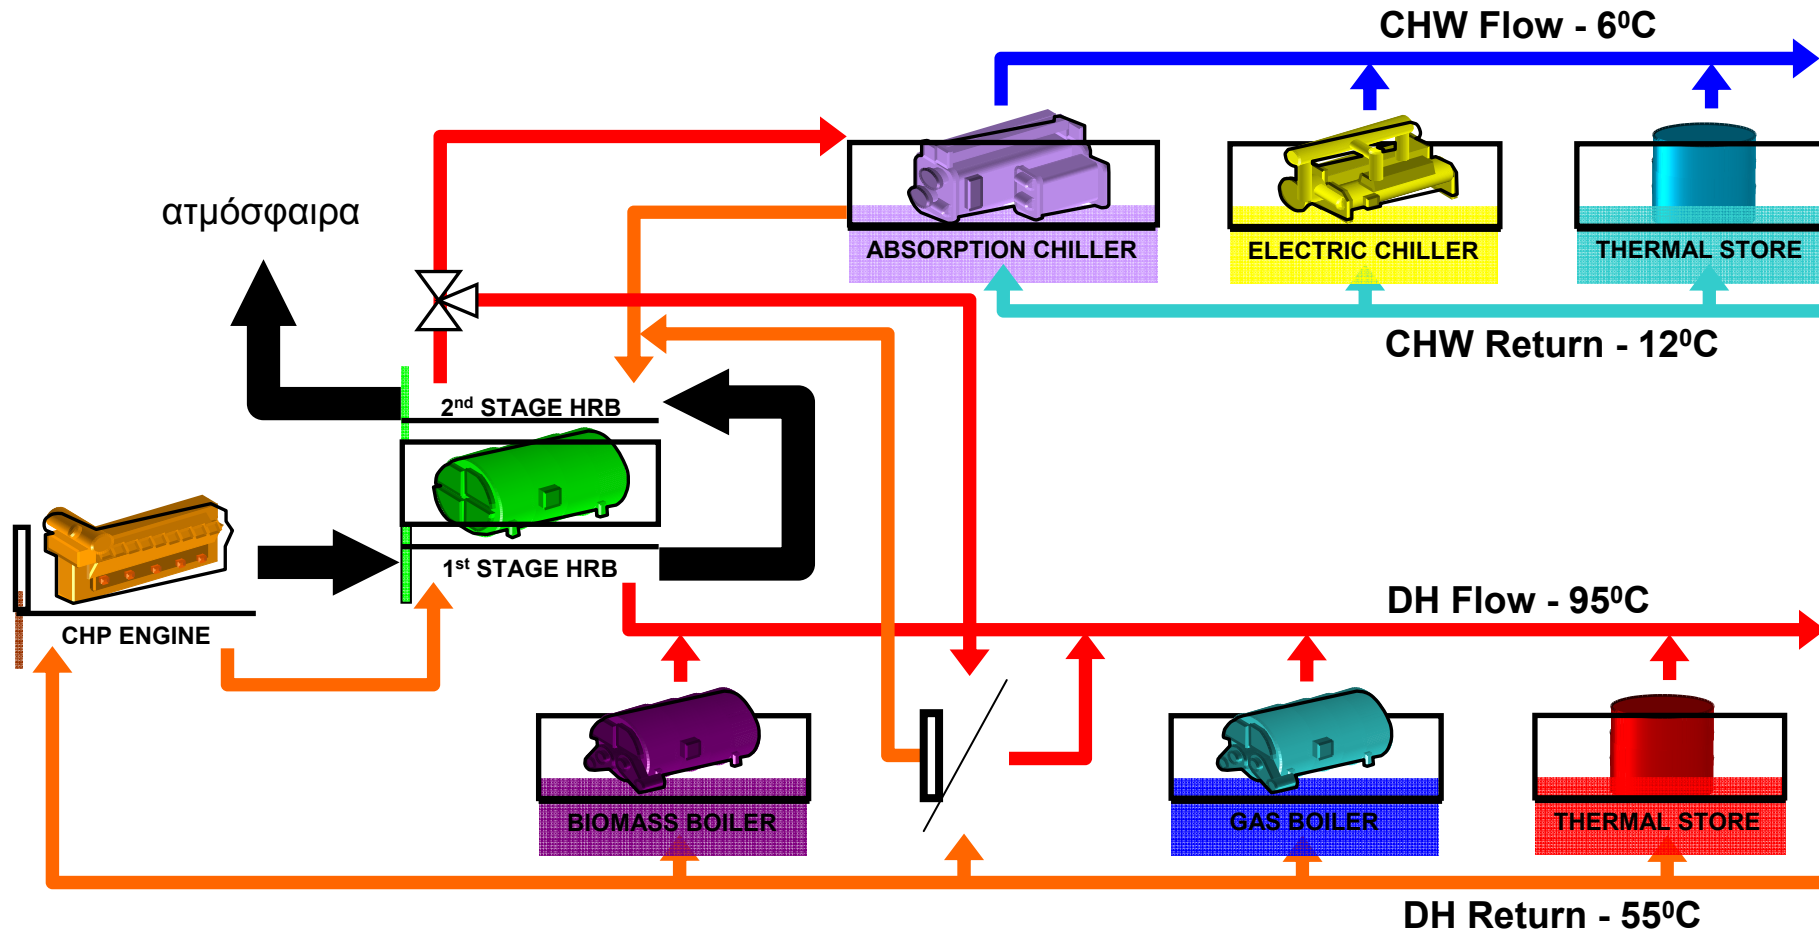 CHW Flow - 6⁰C
ατμόσφαιρα
ABSORPTION CHILLER
ELECTRIC CHILLER
THERMAL STORE
CHW Return - 12⁰C
2nd STAGE HRB
1st STAGE HRB
CHP ENGINE
DH Flow - 95⁰C
BIOMASS BOILER
GAS BOILER
THERMAL STORE
DH Return - 55⁰C